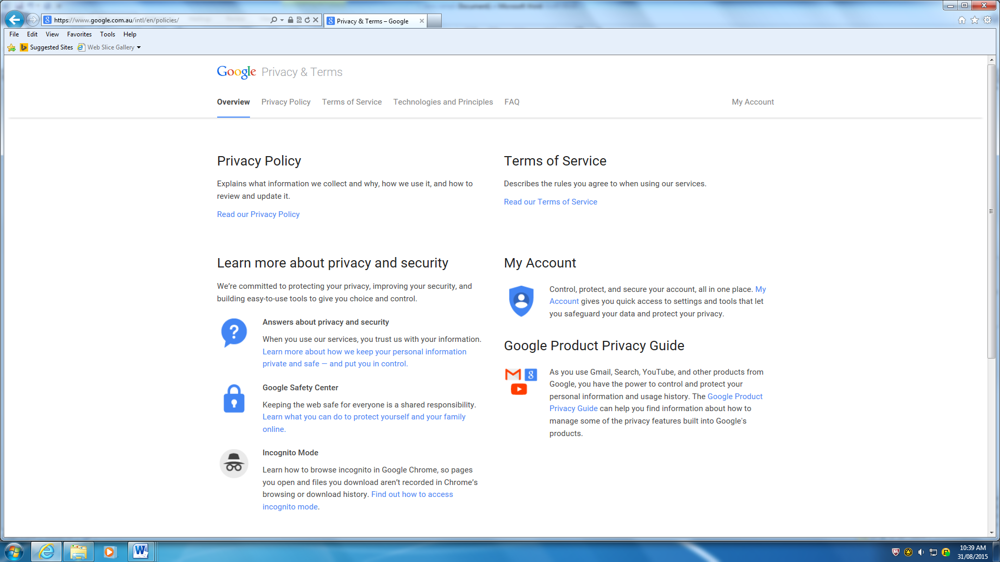 https://www.google.com.au/intl/en/policies/
Privacy & Terms – Google
File Edit View Favorites Tools Help
Suggested Sites Web Slice Gallery
Google Privacy & Terms
Overview Privacy Policy Terms of Service Technologies and Principles FAQ My Account
Privacy Policy
Explains what information we collect and why, how we use it, and how to
review and update it.
Read our Privacy Policy
Terms of Service
Describes the rules you agree to when using our services.
Read our Terms of Service
Learn more about privacy and security
We’re committed to protecting your privacy, improving your security, and
building easy-to-use tools to give you choice and control.
Answers about privacy and security
When you use our services, you trust us with your information.
Learn more about how we keep your personal information
private and safe — and put you in control.
Google Safety Center
Keeping the web safe for everyone is a shared responsibility.
Learn what you can do to protect yourself and your family
online.
Incognito Mode
Learn how to browse incognito in Google Chrome, so pages
you open and files you download aren’t recorded in Chrome’s
browsing or download history. Find out how to access
incognito mode.
My Account
Control, protect, and secure your account, all in one place. My
Account gives you quick access to settings and tools that let
you safeguard your data and protect your privacy.
Google Product Privacy Guide
As you use Gmail, Search, YouTube, and other products from
Google, you have the power to control and protect your
personal information and usage history. The Google Product
Privacy Guide can help you find information about how to
manage some of the privacy features built into Google's
products.
10:39 AM
31/08/2015